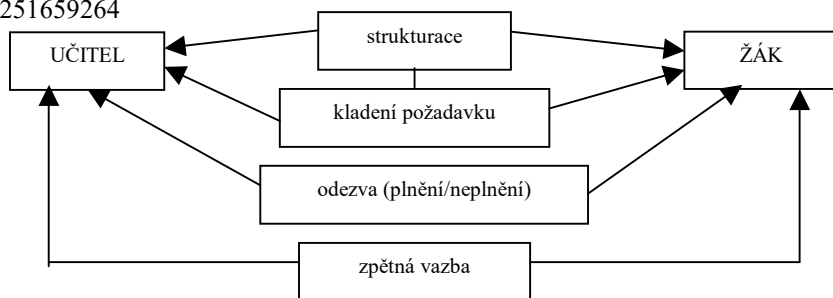 251659264
strukturace
UČITEL
ŽÁK
kladení požadavku
odezva (plnění/neplnění)
zpětná vazba